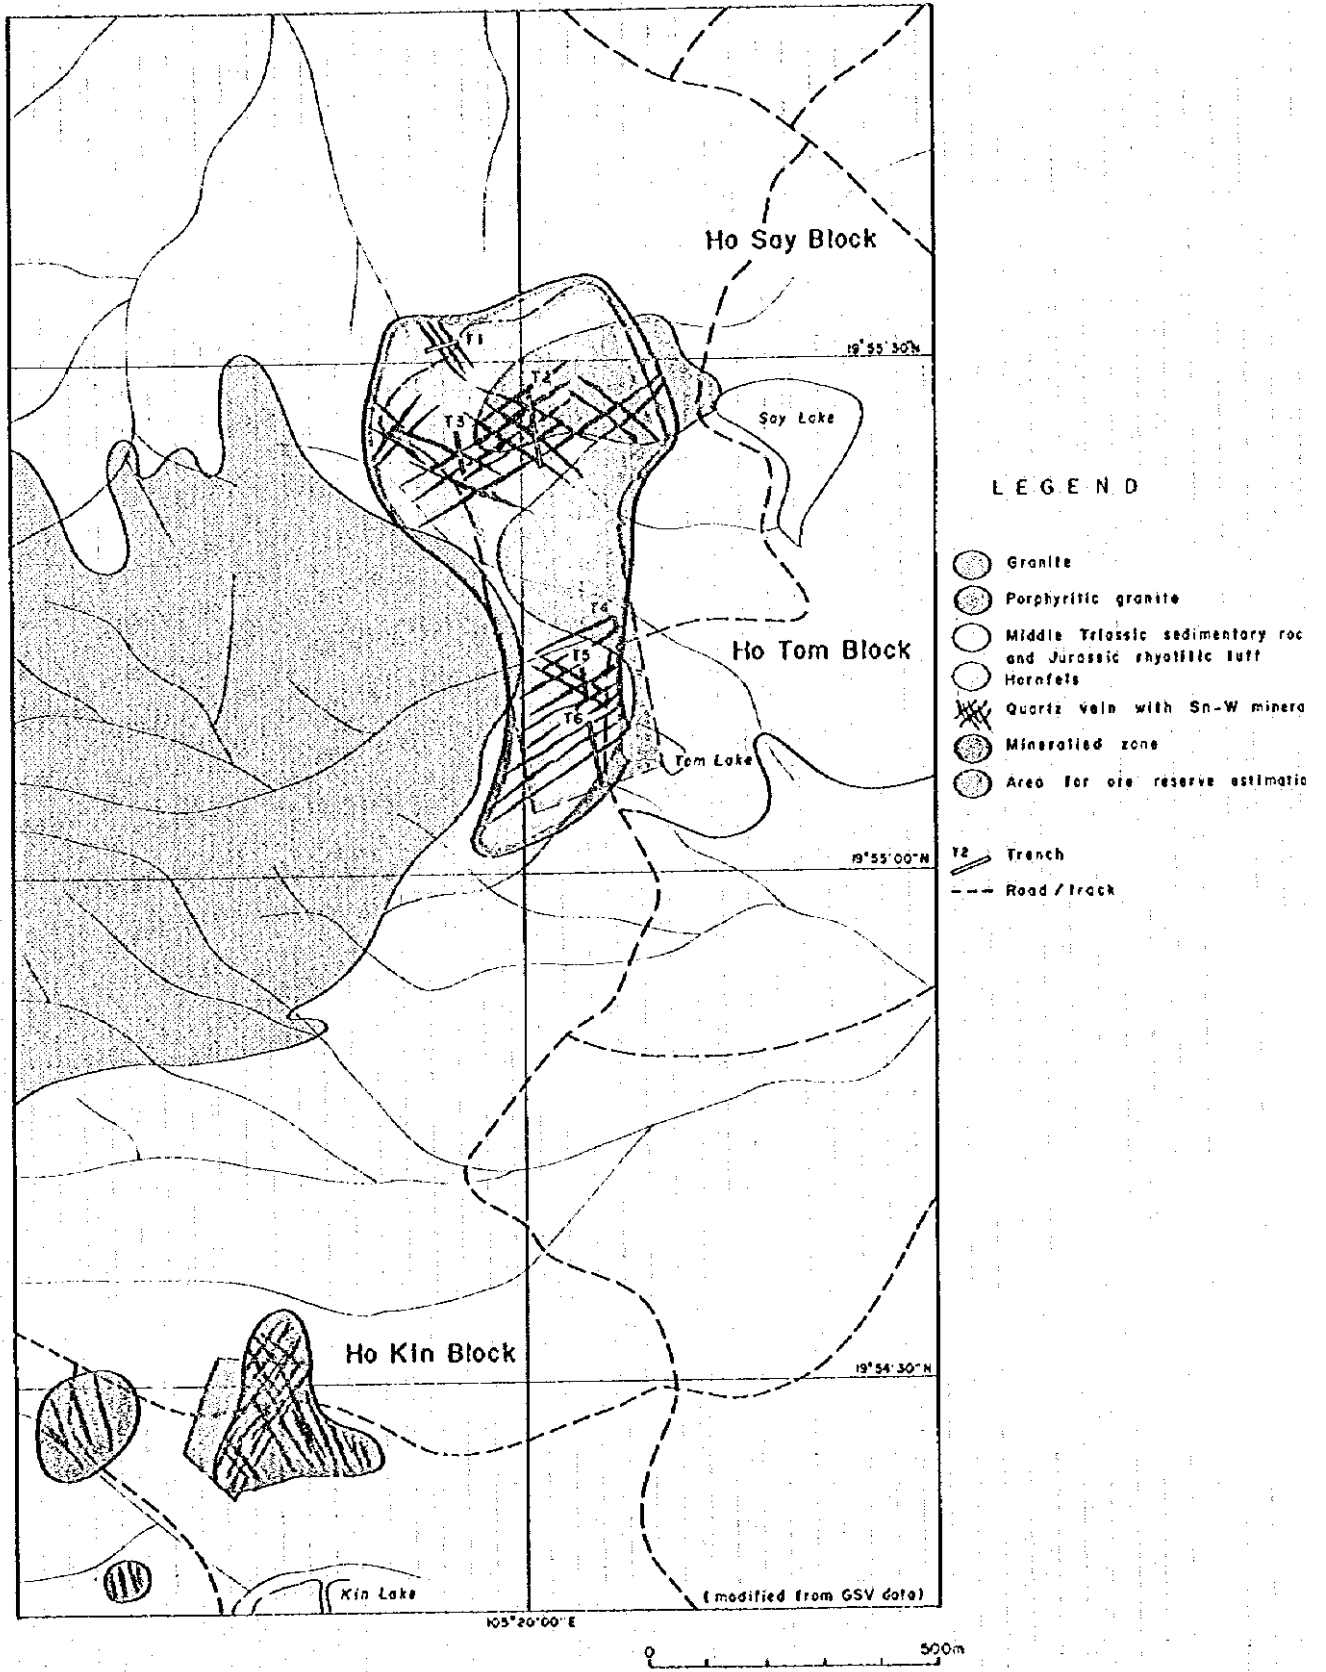 Ho Say Block
T1
19°55'30"N
T2
Say Lake
T3
LEGEND
Granite
Porphyritic granite
T4
Middle Triassic sedimentary roc
and Jurassic rhyolitic tuff
Ho Tom Block
T5
Hornfels
Quartz vein with Sn-W minera
T6
Mineralied zone
Tom Lake
Area for ore reserve estimatio
T2
Trench
19°55'00"N
Road / track
Ho Kin Block
19°54'30"N
Kin Lake
(modified from GSV data)
105°20'00"E
0
500m